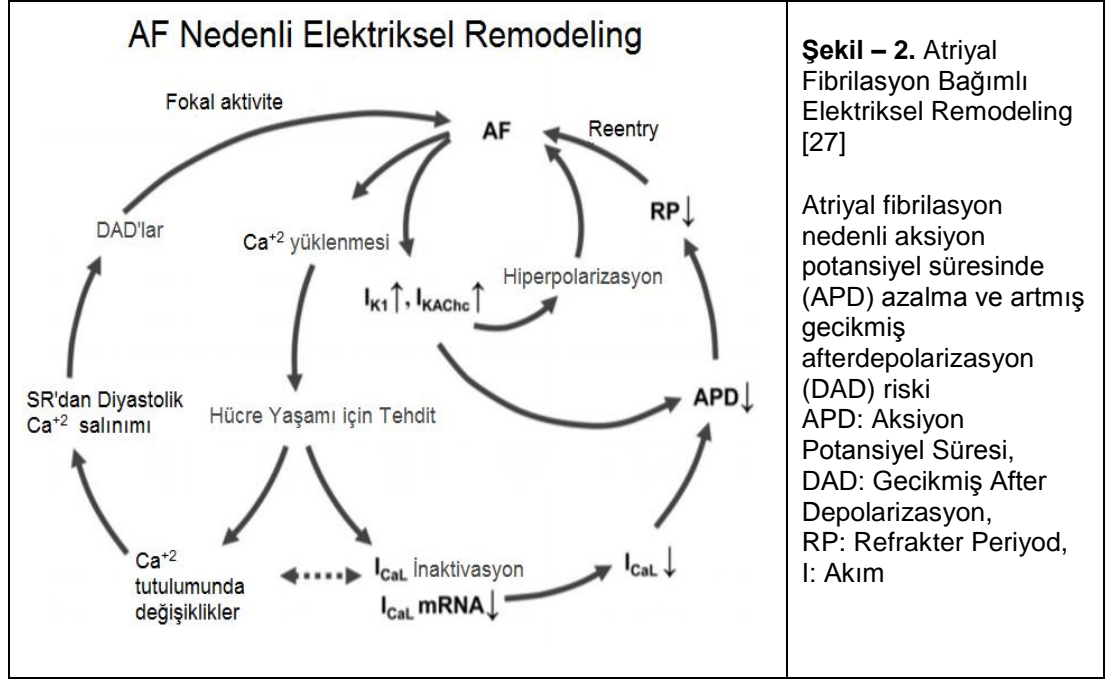 AF Nedenli Elektriksel Remodeling
Fokal aktivite
AF
Reentry
DAD'lar
Ca+2 yüklenmesi
RP↓
IK1↑, IKAChc↑
Hiperpolarizasyon
SR'dan Diyastolik
Ca+2 salınımı
Hücre Yaşamı için Tehdit
APD↓
Ca+2
tutulumunda
değişiklikler
ICaL İnaktivasyon
ICaL mRNA↓
ICaL ↓
Şekil – 2. Atriyal
Fibrilasyon Bağımlı
Elektriksel Remodeling
[27]
Atriyal fibrilasyon
nedenli aksiyon
potansiyel süresinde
(APD) azalma ve artmış
gecikmiş
afterdepolarizasyon
(DAD) riski
APD: Aksiyon
Potansiyel Süresi,
DAD: Gecikmiş After
Depolarizasyon,
RP: Refrakter Periyod,
I: Akım